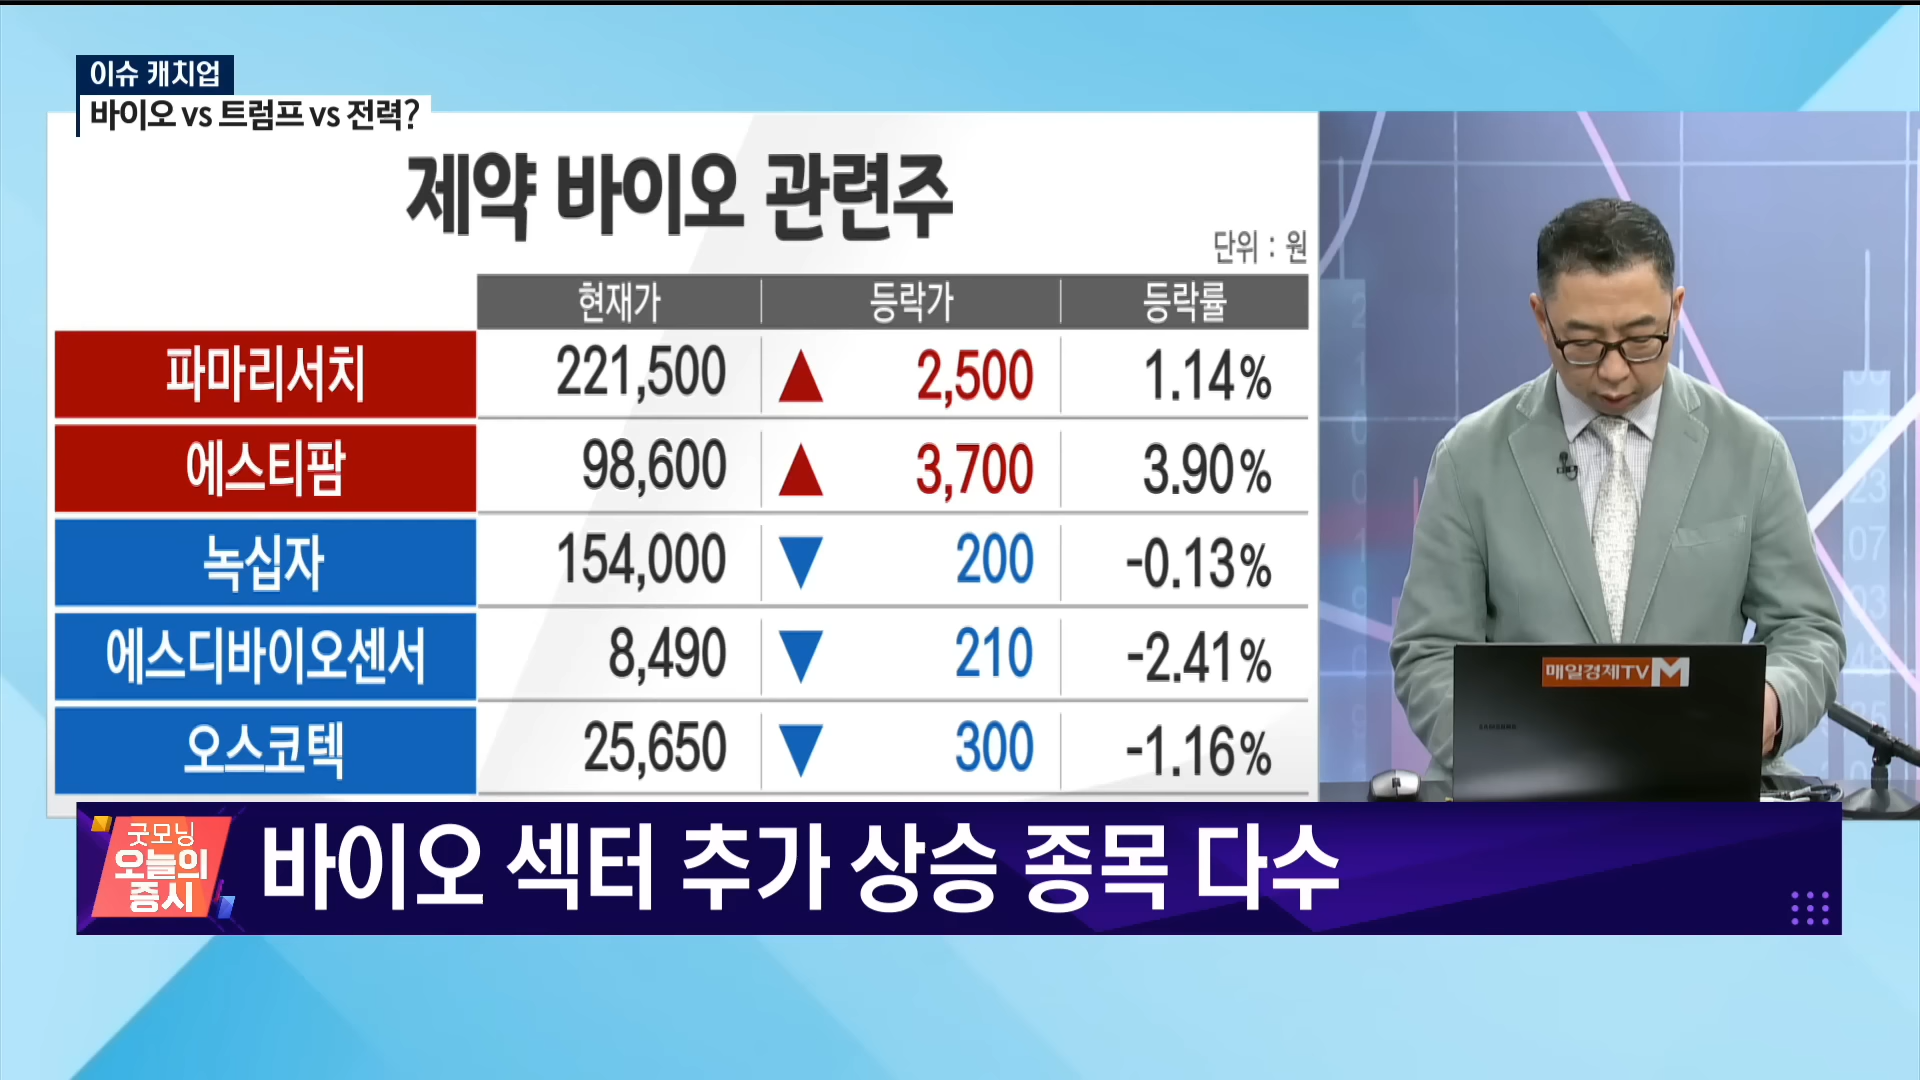 이슈 캐치업
바이오 vs 트럼프 vs 전력?
제약 바이오 관련주
단위 : 원
현재가 등락가 등락률
파마리서치 221,500 ▲ 2,500 1.14%
에스티팜 98,600 ▲ 3,700 3.90%
녹십자 154,000 ▼ 200 -0.13%
에스디바이오센서 8,490 ▼ 210 -2.41%
오스코텍 25,650 ▼ 300 -1.16%
매일경제TV M
SAMSUNG
굿모닝
오늘의
증시
바이오 섹터 추가 상승 종목 다수